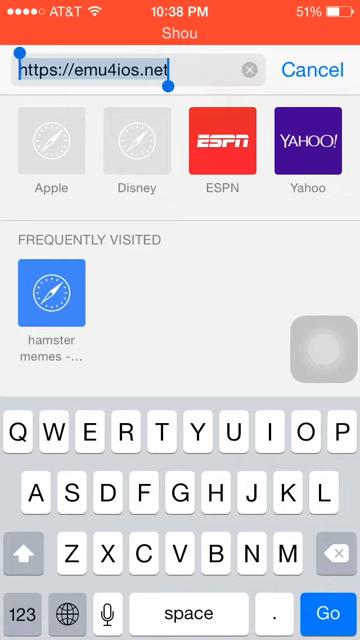 AT&T 10:38 PM 51%
Shou
https://emu4ios.net Cancel
ESPN YAHOO!
Apple Disney ESPN Yahoo
FREQUENTLY VISITED
hamster
memes -...
Q W E R T Y U I O P
A S D F G H J K L
Z X C V B N M
123 space . Go